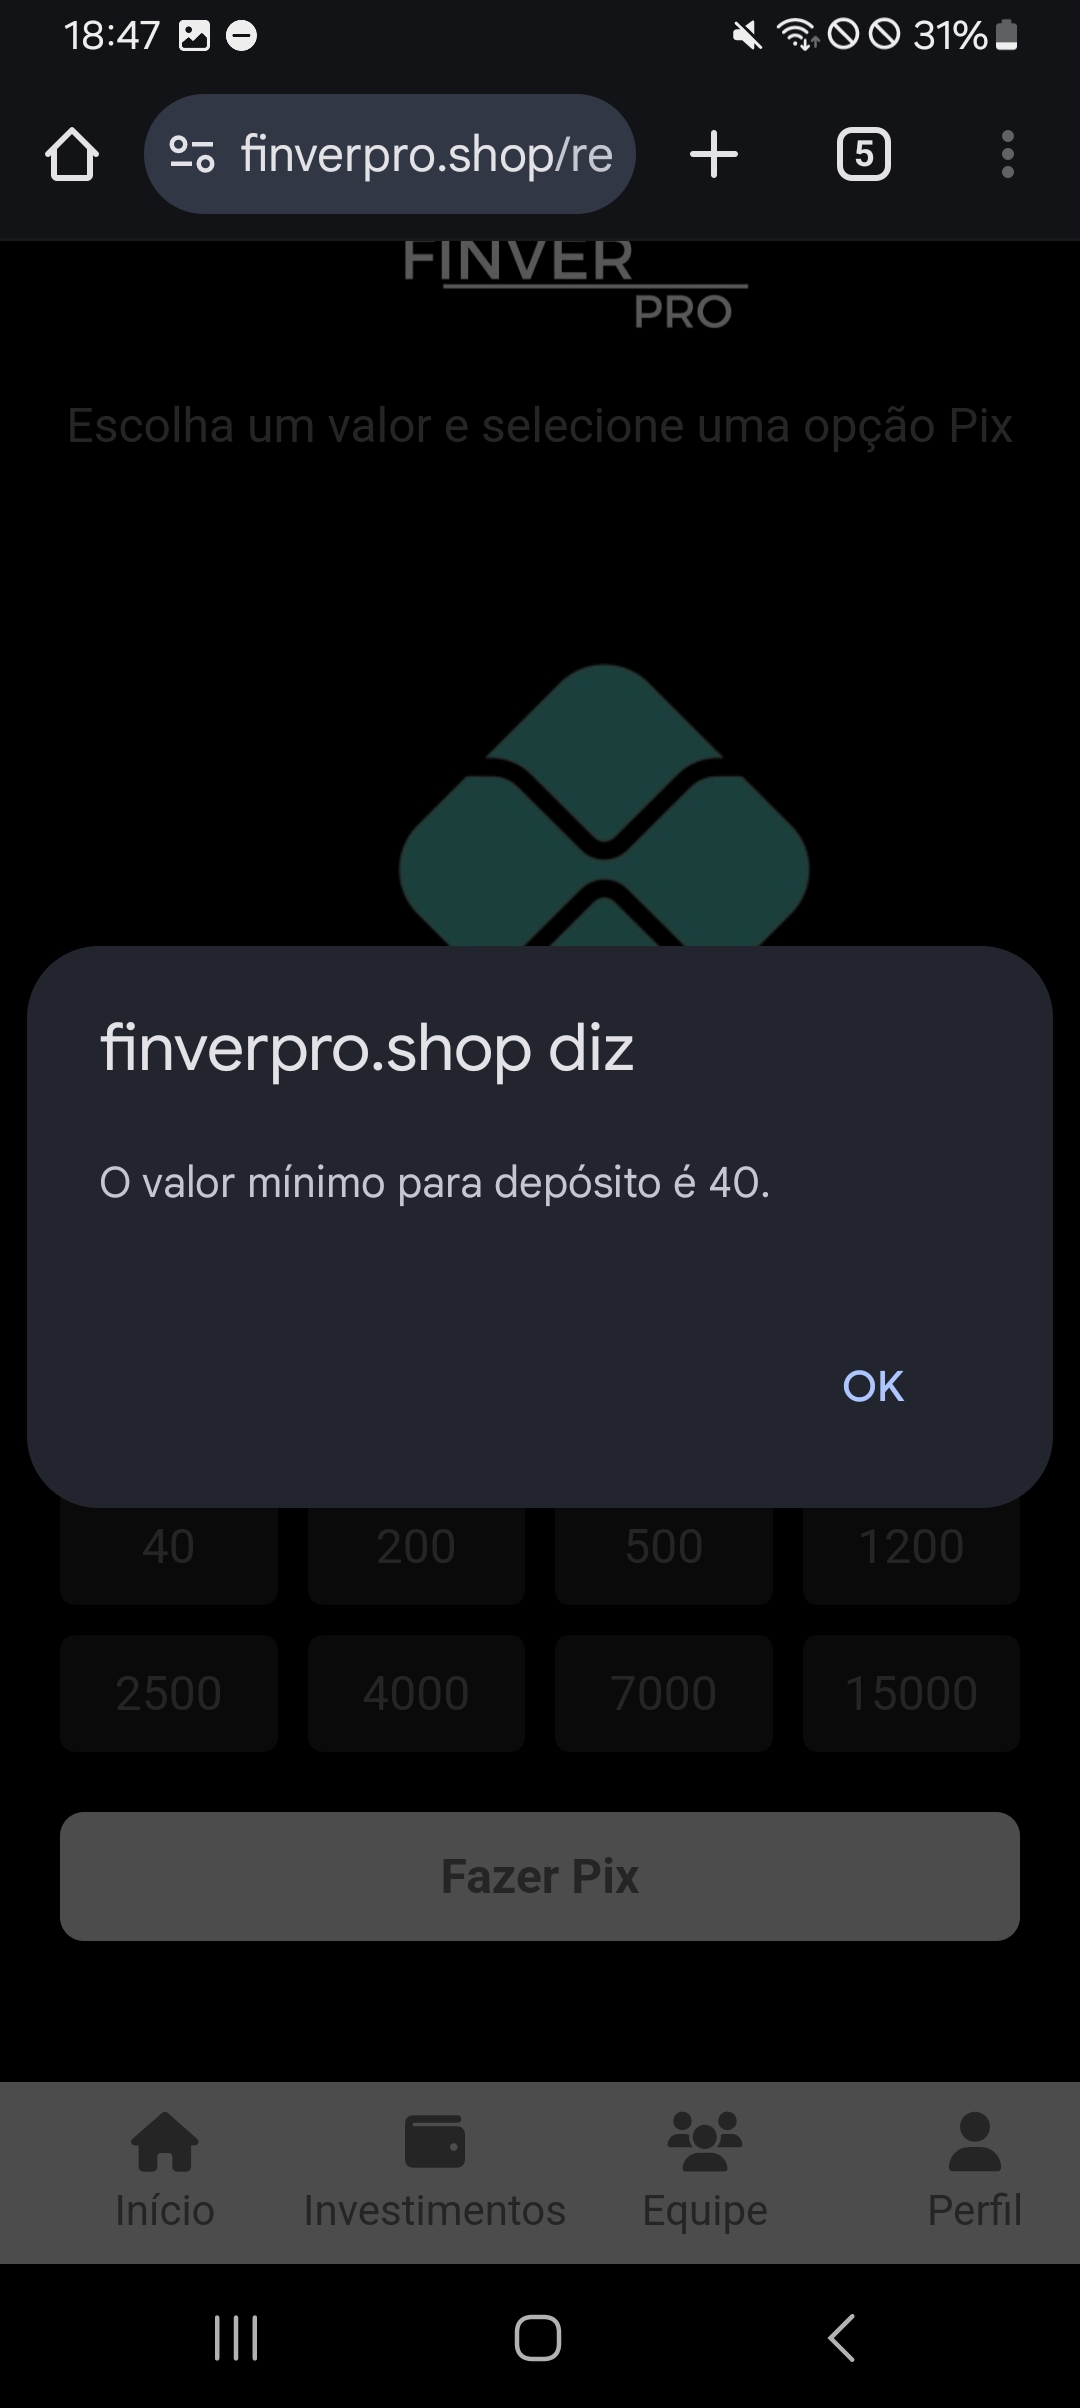 18:47
31%
finverpro.shop/re
5
FINVER
PRO
Escolha um valor e selecione uma opção Pix
finverpro.shop diz
O valor mínimo para depósito é 40.
OK
40 200 500 1200
2500 4000 7000 15000
Fazer Pix
Início Investimentos Equipe Perfil